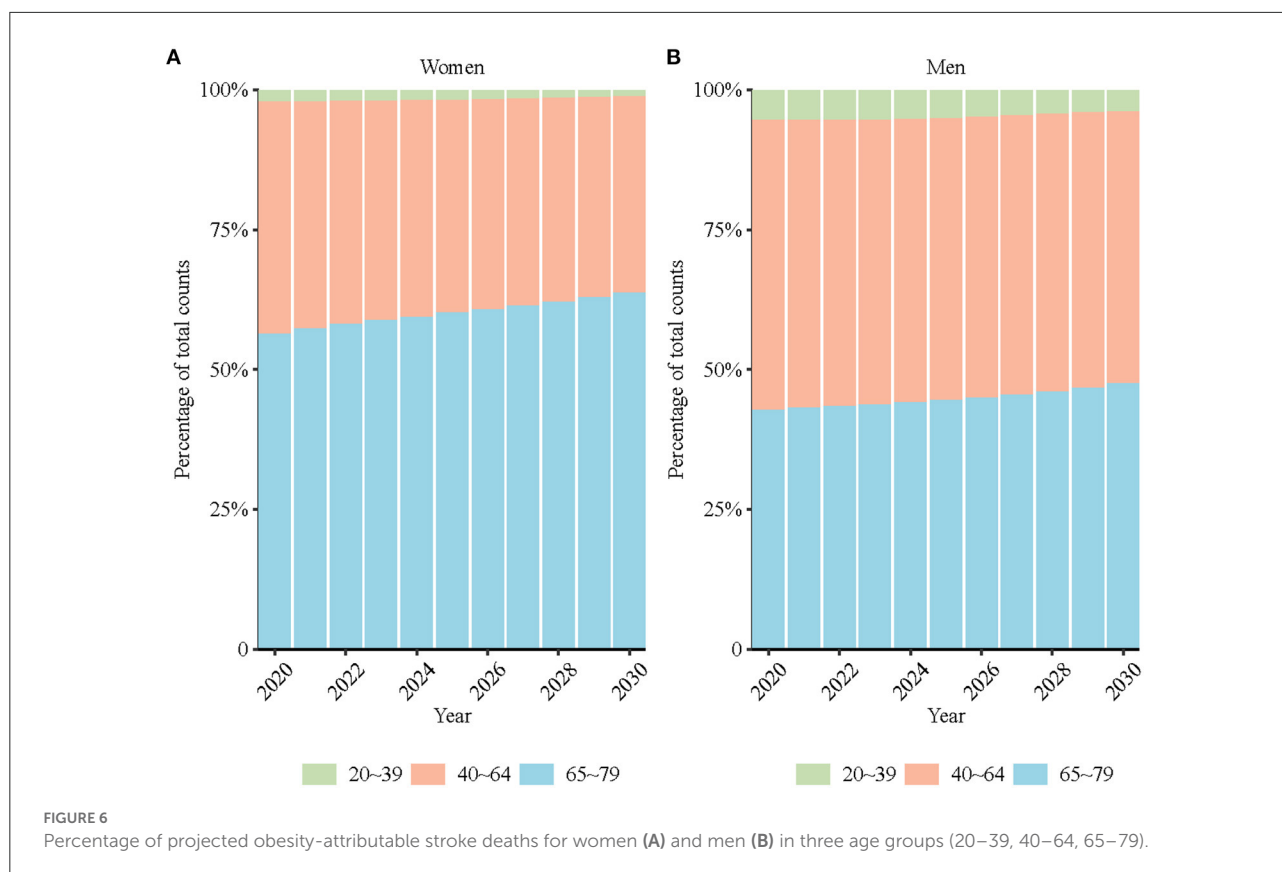 A
Women
100%
75%
50%
25%
0
Percentage of total counts
2020
2022
2024
2026
2028
2030
Year
20~39 40~64 65~79
B
Men
100%
75%
50%
25%
0
Percentage of total counts
2020
2022
2024
2026
2028
2030
Year
20~39 40~64 65~79
FIGURE 6
Percentage of projected obesity-attributable stroke deaths for women (A) and men (B) in three age groups (20–39, 40–64, 65–79).